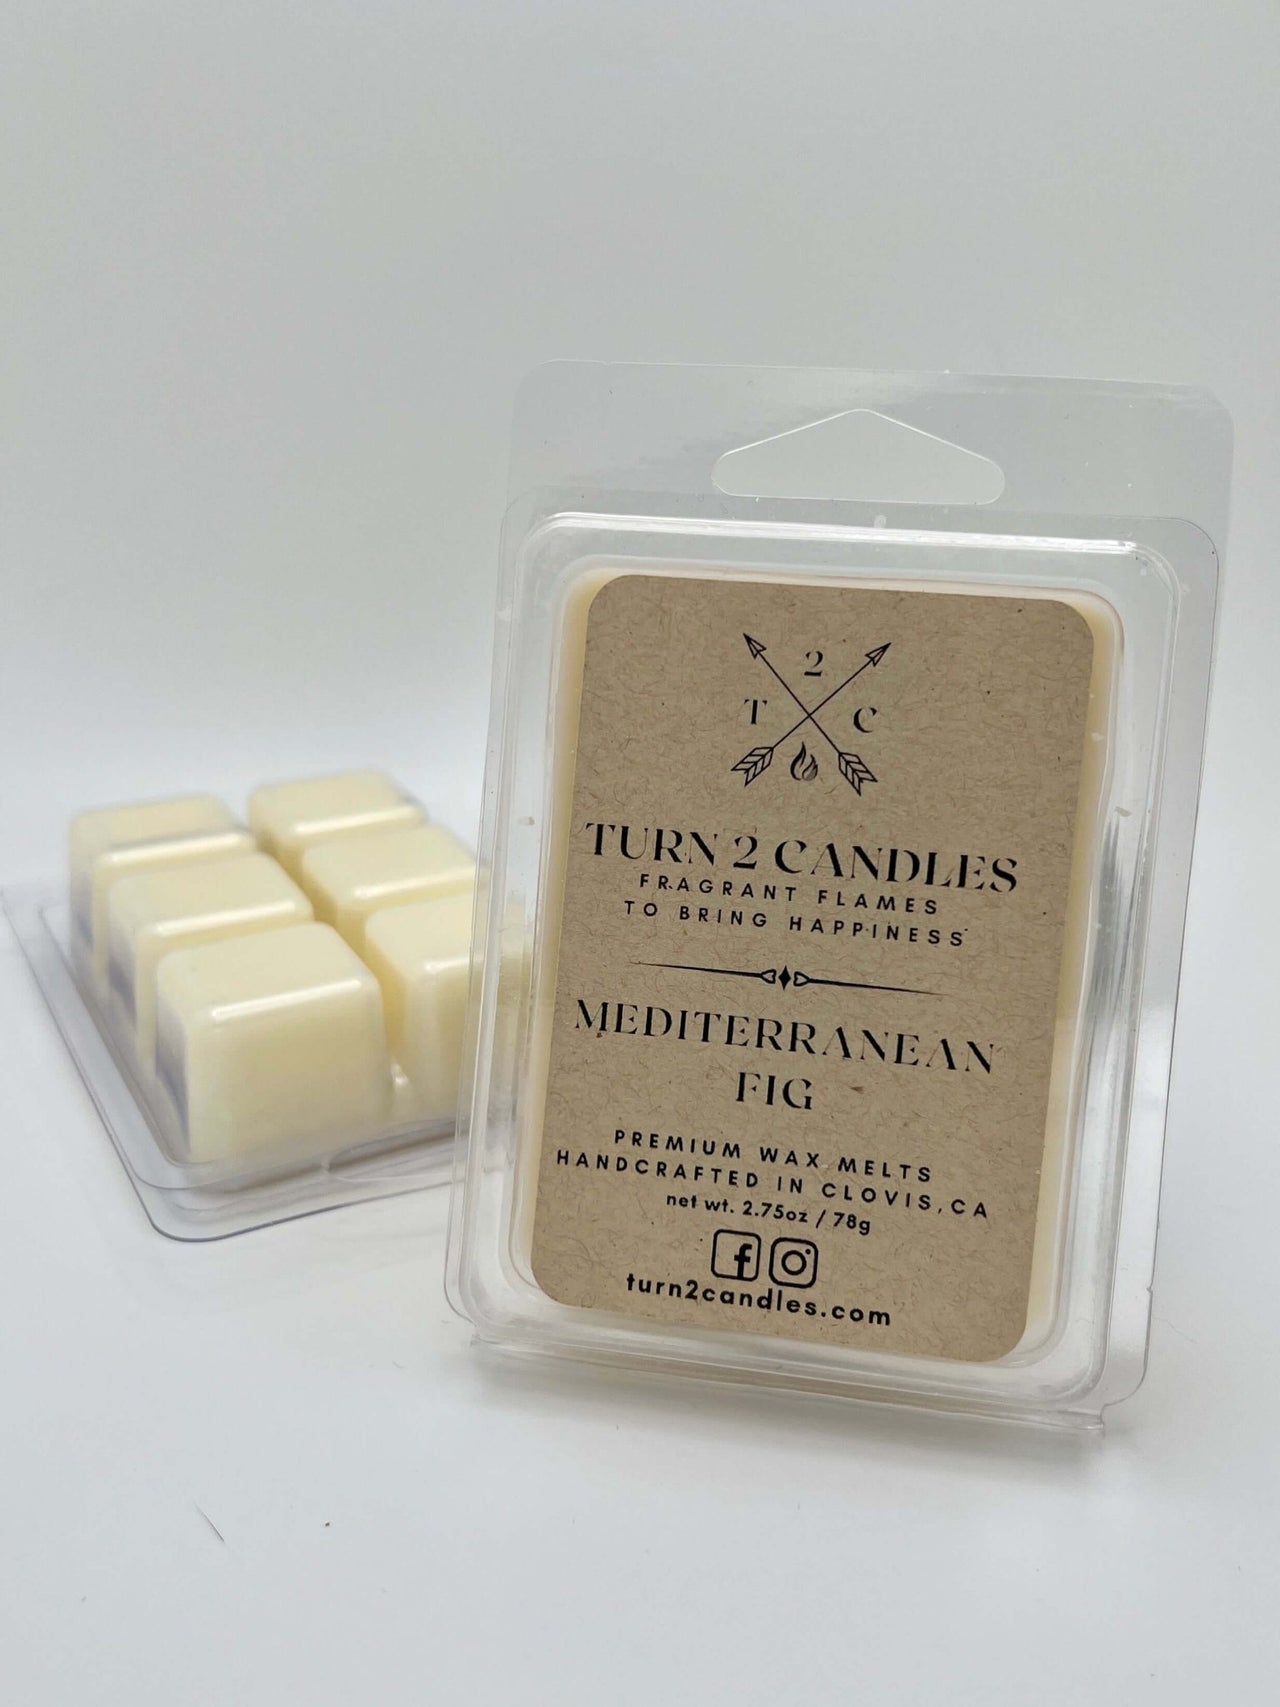 2
T C
TURN 2 CANDLES
FRAGRANT FLAMES
TO BRING HAPPINESS
MEDITERRANEAN
FIG
PREMIUM WAX MELTS
HANDCRAFTED IN CLOVIS, CA
net wt. 2.75oz / 78g
f
turn2candles.com